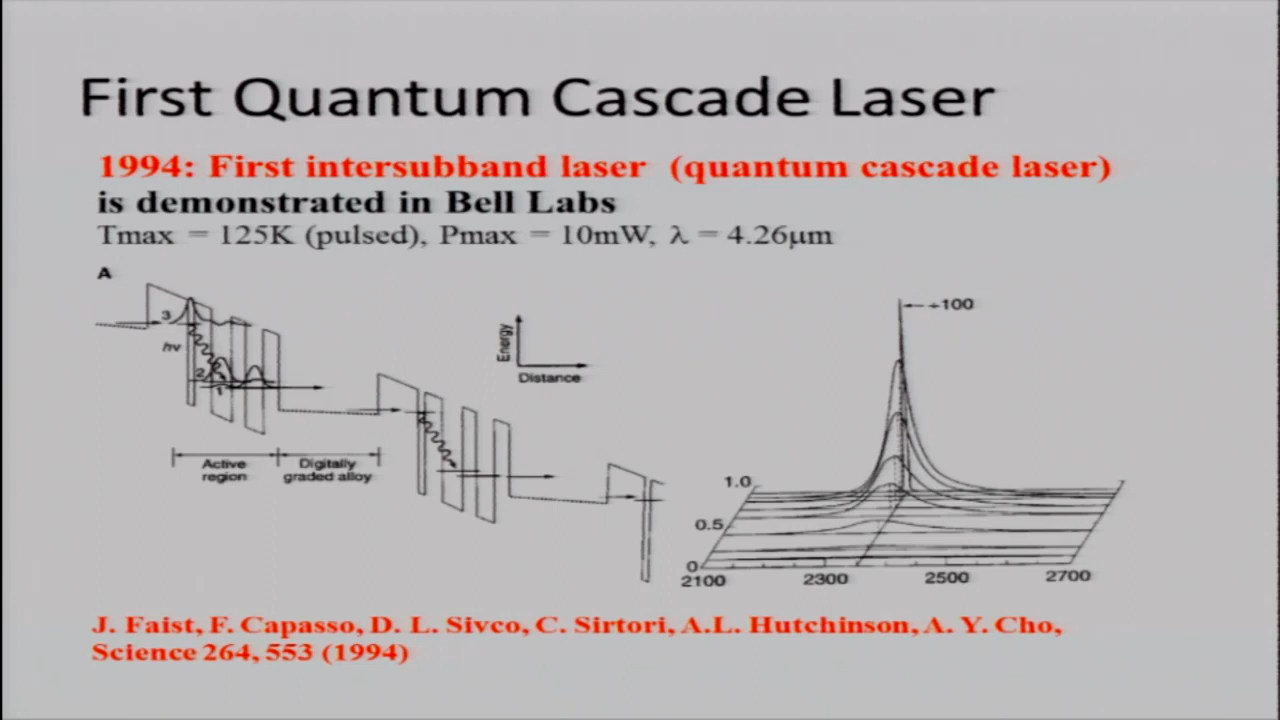 First Quantum Cascade Laser
1994: First intersubband laser (quantum cascade laser)
is demonstrated in Bell Labs
Tmax = 125K (pulsed), Pmax = 10mW, λ = 4.26μm
A
3
hν
2
1
Active
region
Digitally
graded alloy
Energy
Distance
÷100
1.0
0.5
0
2100 2300 2500 2700
J. Faist, F. Capasso, D. L. Sivco, C. Sirtori, A.L. Hutchinson, A. Y. Cho,
Science 264, 553 (1994)